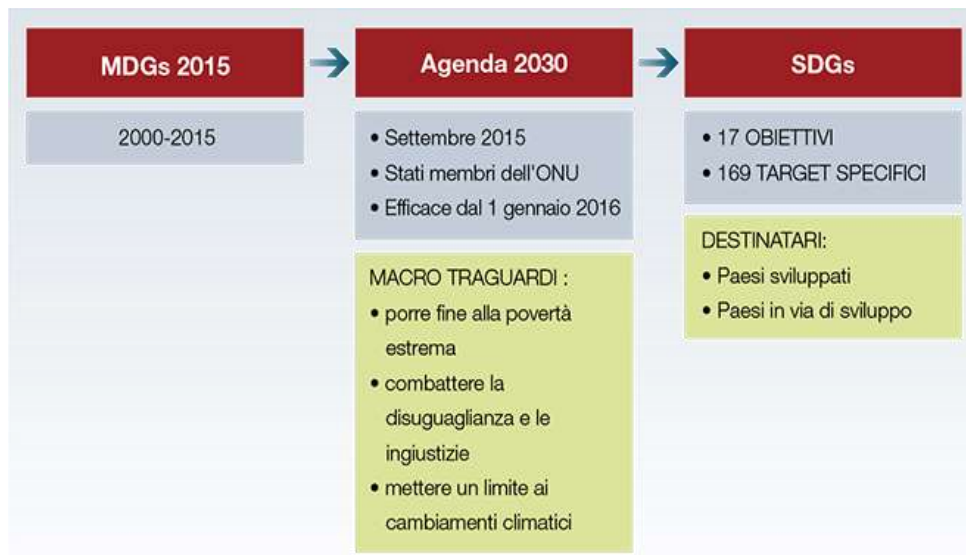 MDGs 2015
2000-2015
Agenda 2030
• Settembre 2015
• Stati membri dell'ONU
• Efficace dal 1 gennaio 2016
MACRO TRAGUARDI :
• porre fine alla povertà
estrema
• combattere la
disuguaglianza e le
ingiustizie
• mettere un limite ai
cambiamenti climatici
SDGs
• 17 OBIETTIVI
• 169 TARGET SPECIFICI
DESTINATARI:
• Paesi sviluppati
• Paesi in via di sviluppo